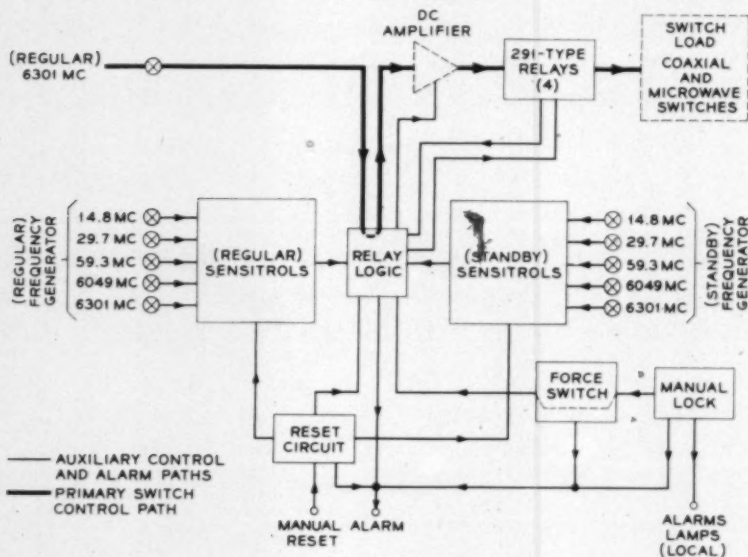 DC
AMPLIFIER
(REGULAR)
6301 MC
291-TYPE
RELAYS
(4)
SWITCH
LOAD
COAXIAL AND
MICROWAVE
SWITCHES
(REGULAR)
FREQUENCY
GENERATOR
14.8 MC
29.7 MC
59.3 MC
6049 MC
6301 MC
(REGULAR)
SENSITROLS
RELAY
LOGIC
(STANDBY)
SENSITROLS
14.8 MC
29.7 MC
59.3 MC
6049 MC
6301 MC
(STANDBY)
FREQUENCY
GENERATOR
FORCE
SWITCH
MANUAL
LOCK
RESET
CIRCUIT
AUXILIARY CONTROL
AND ALARM PATHS
PRIMARY SWITCH
CONTROL PATH
MANUAL
RESET
ALARM
ALARMS
LAMPS
(LOCAL)